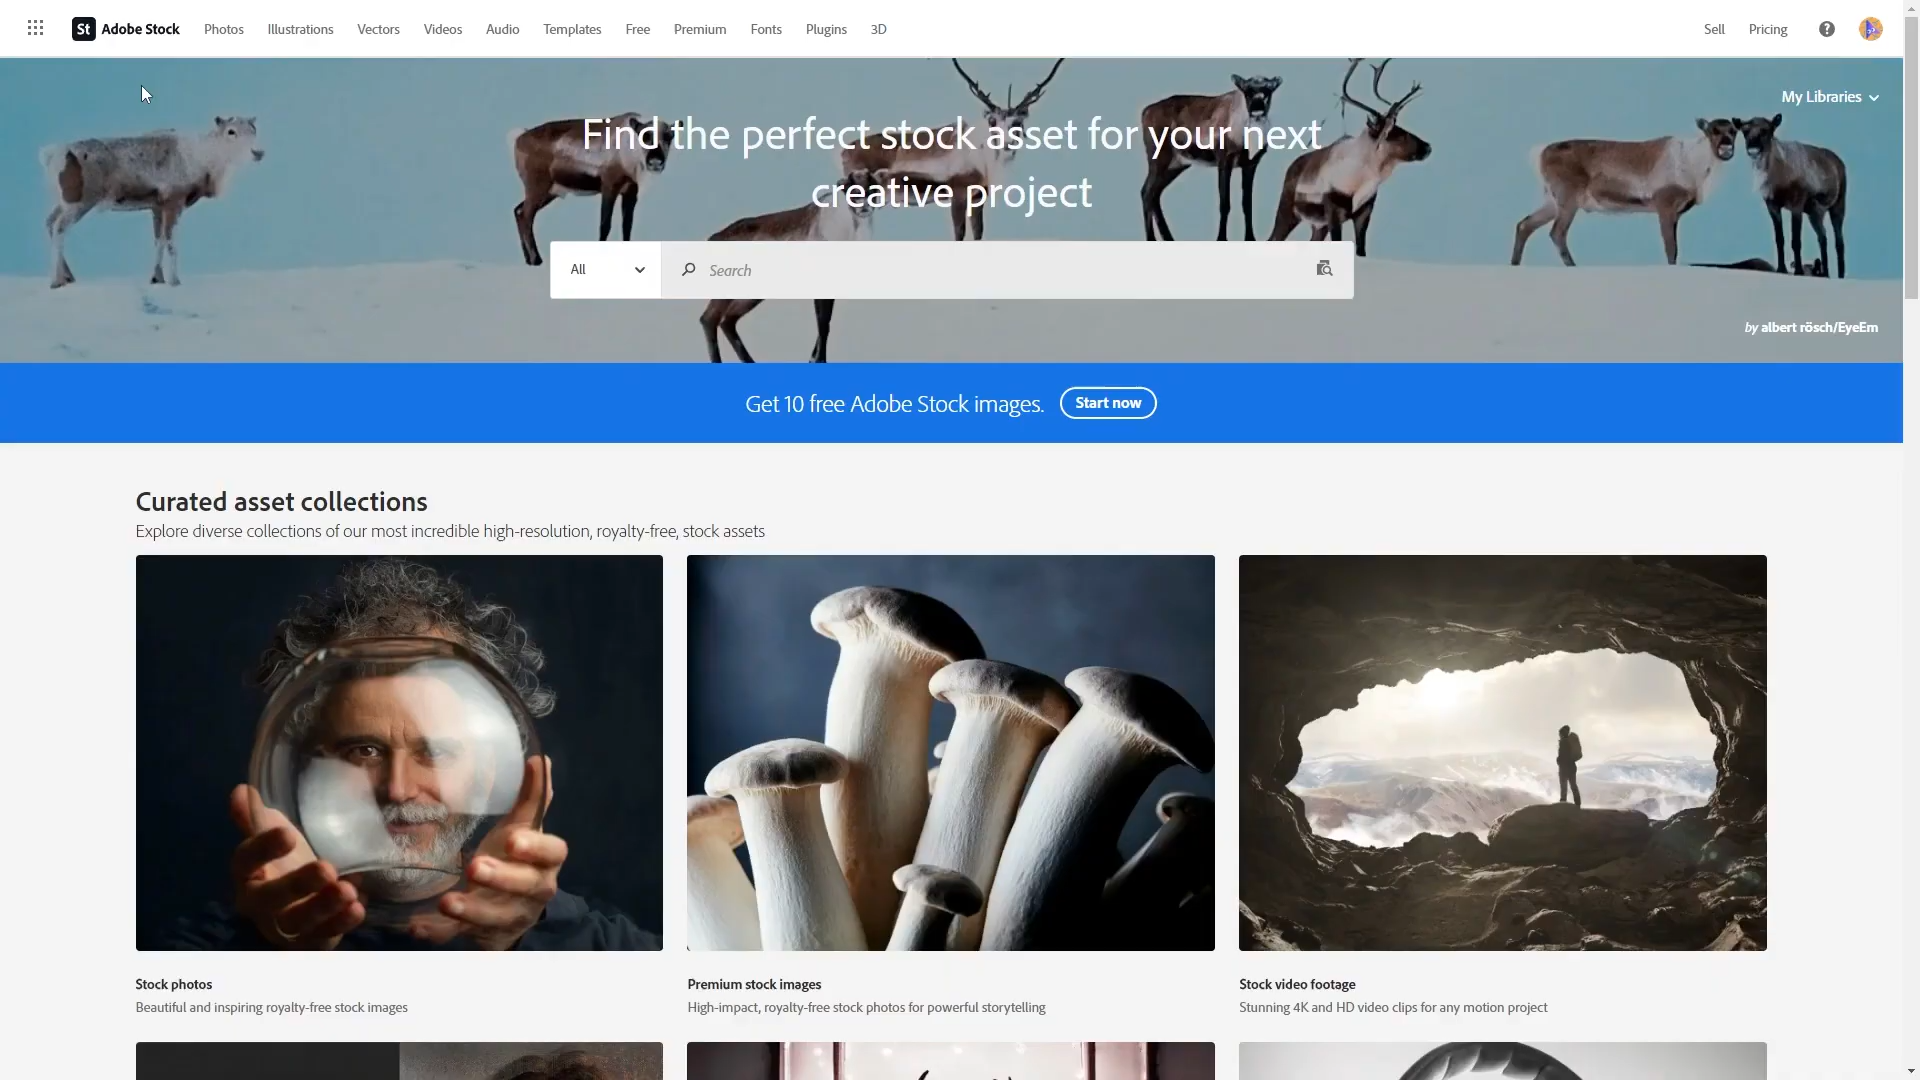 St Adobe Stock Photos Illustrations Vectors Videos Audio Templates Free Premium Fonts Plugins 3D Sell Pricing ?
My Libraries
Find the perfect stock asset for your next
creative project
All Search
by albert rösch/EyeEm
Get 10 free Adobe Stock images. Start now
Curated asset collections
Explore diverse collections of our most incredible high-resolution, royalty-free, stock assets
Stock photos
Beautiful and inspiring royalty-free stock images
Premium stock images
High-impact, royalty-free stock photos for powerful storytelling
Stock video footage
Stunning 4K and HD video clips for any motion project